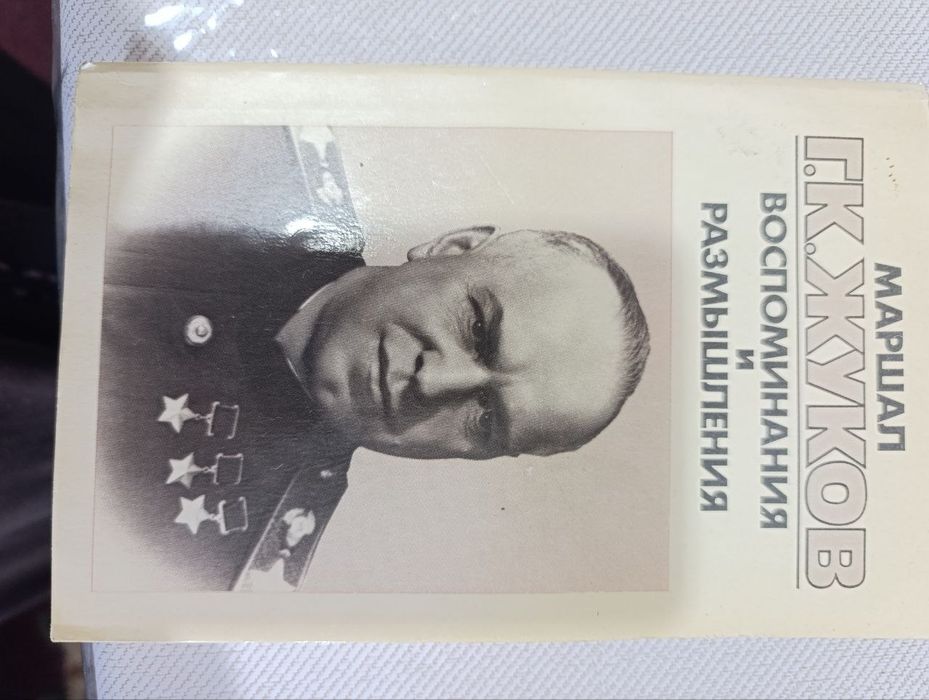 МАРШАЛ
Г.К.ЖУКОВ
ВОСПОМИНАНИЯ
И
РАЗМЫШЛЕНИЯ